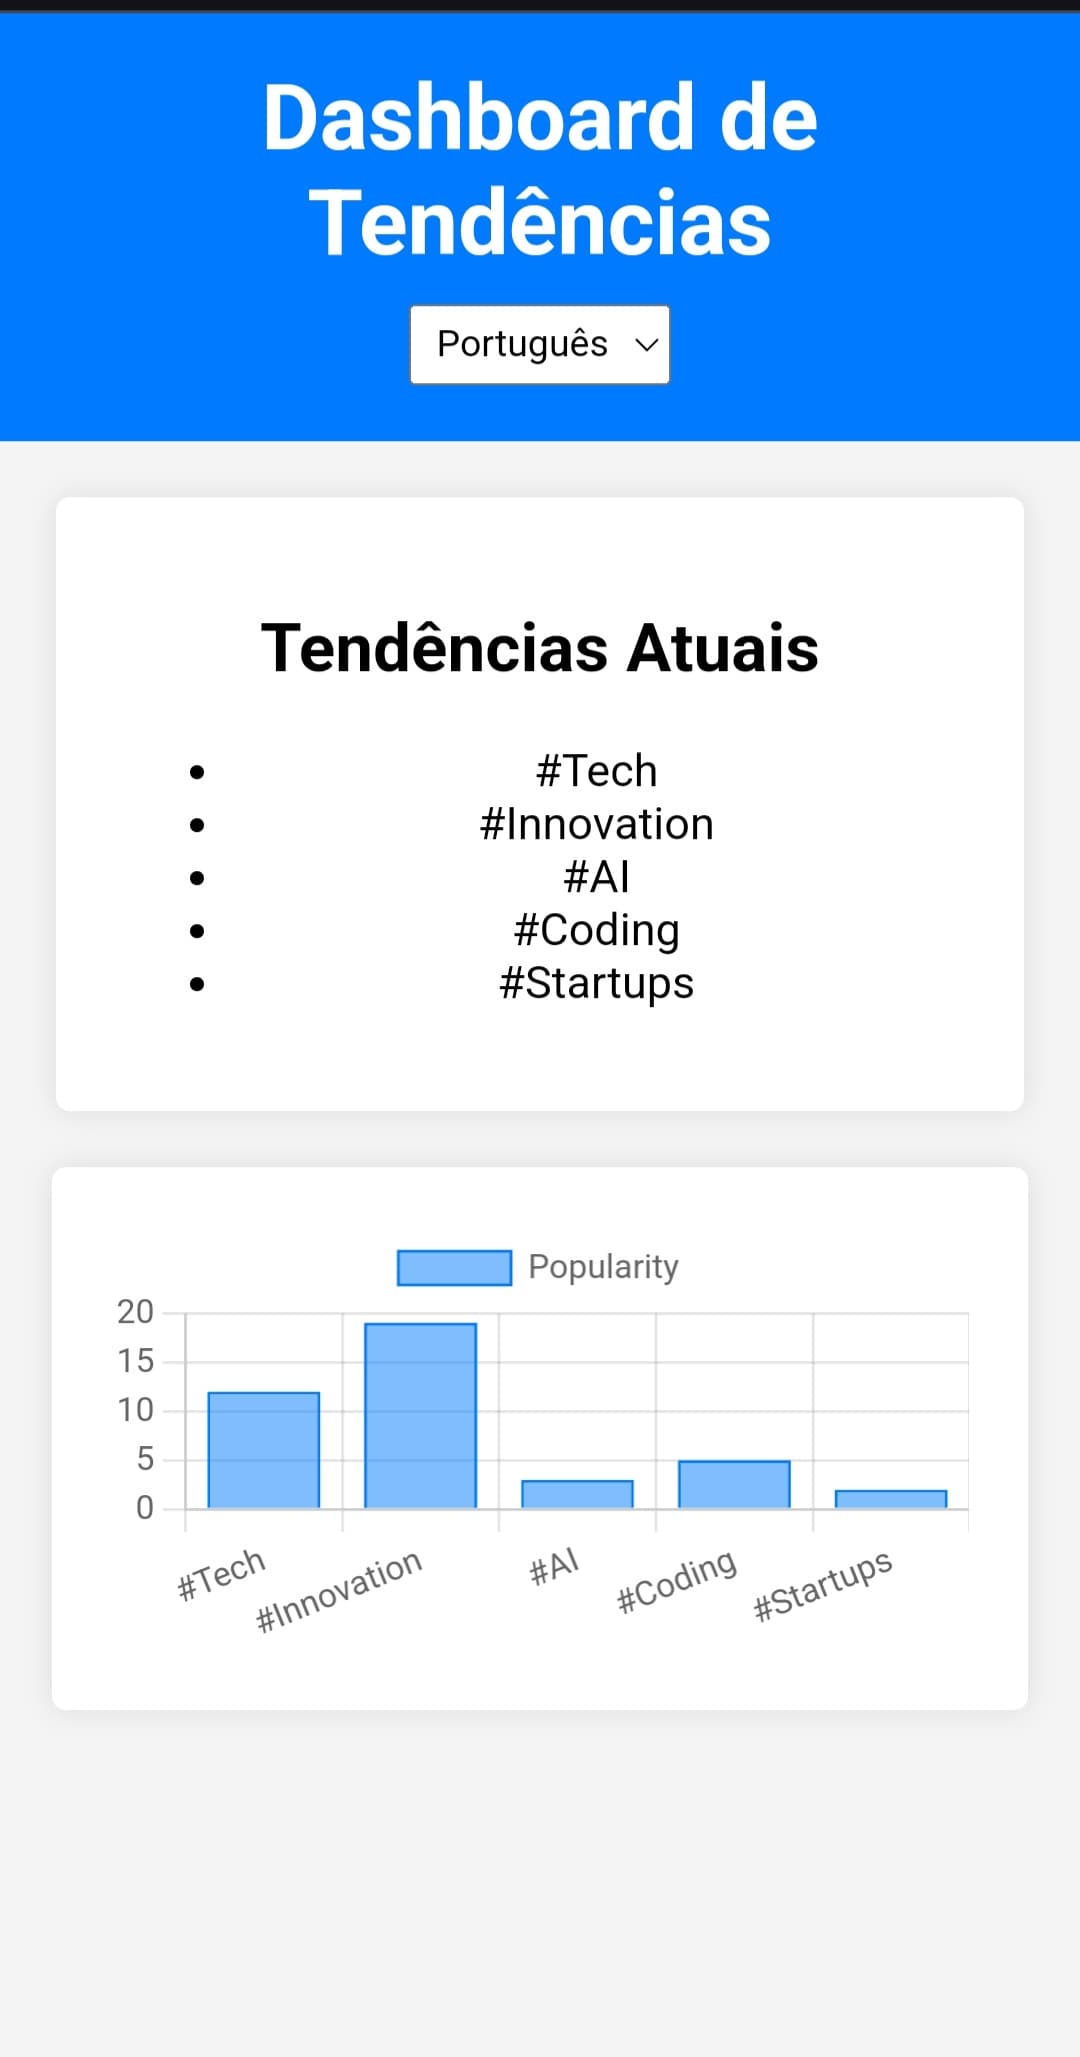 Dashboard de
Tendências
Português
Tendências Atuais
#Tech
#Innovation
#AI
#Coding
#Startups
Popularity
20
15
10
5
0
#Tech
#Innovation
#AI
#Coding
#Startups